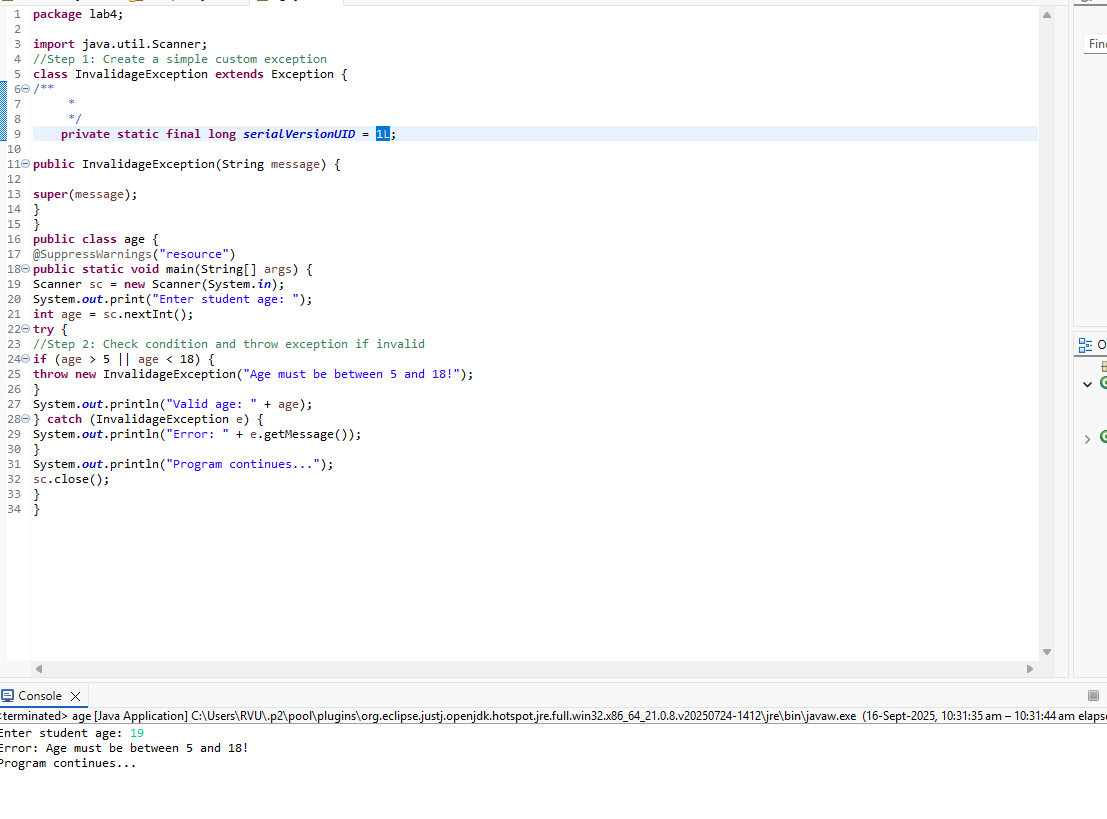 1 package lab4;
2
3 import java.util.Scanner;
4 //Step 1: Create a simple custom exception
5 class InvalidageException extends Exception {
6 /**
7 *
8 */
9 private static final long serialVersionUID = 1L;
10
11 public InvalidageException(String message) {
12
13 super(message);
14 }
15 }
16 public class age {
17 @SuppressWarnings("resource")
18 public static void main(String[] args) {
19 Scanner sc = new Scanner(System.in);
20 System.out.print("Enter student age: ");
21 int age = sc.nextInt();
22 try {
23 //Step 2: Check condition and throw exception if invalid
24 if (age > 5 || age < 18) {
25 throw new InvalidageException("Age must be between 5 and 18!");
26 }
27 System.out.println("Valid age: " + age);
28 } catch (InvalidageException e) {
29 System.out.println("Error: " + e.getMessage());
30 }
31 System.out.println("Program continues...");
32 sc.close();
33 }
34 }
Fin
O
Console
<terminated> age [Java Application] C:\Users\RVU\.p2\pool\plugins\org.eclipse.justj.openjdk.hotspot.jre.full.win32.x86_64_21.0.8.v20250724-1412\jre\bin\javaw.exe (16-Sept-2025, 10:31:35 am – 10:31:44 am elapse
Enter student age: 19
Error: Age must be between 5 and 18!
Program continues...